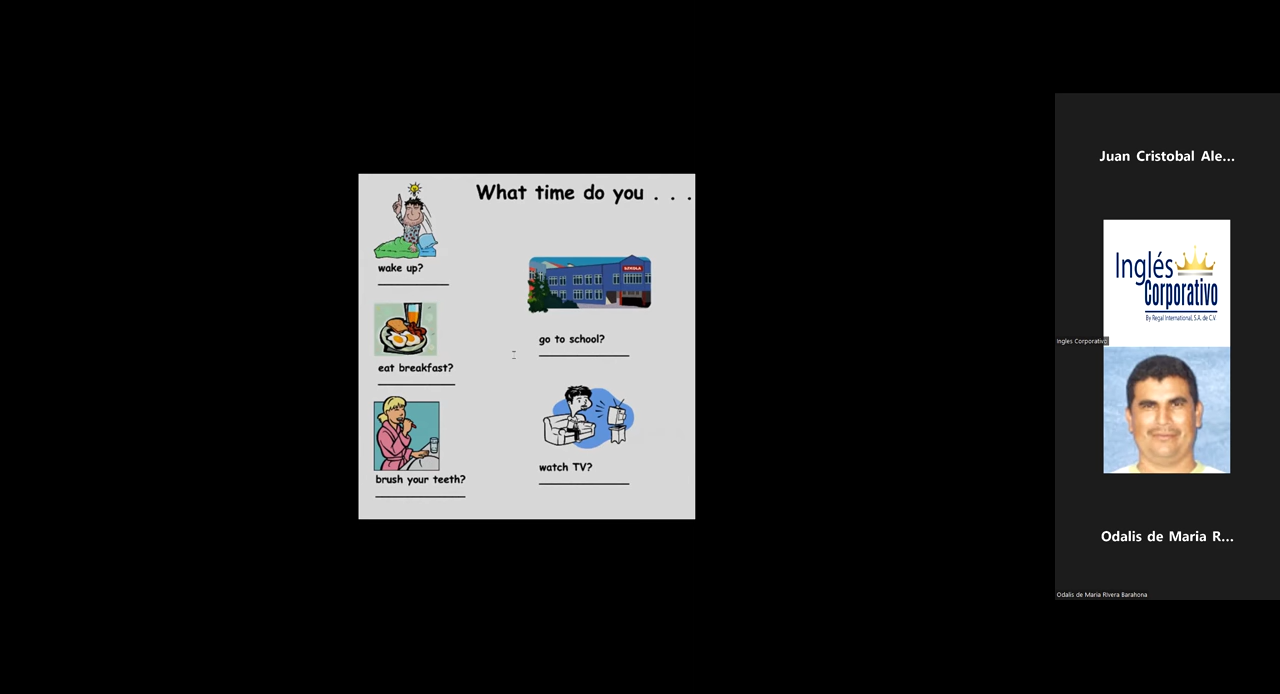 What time do you . . .
wake up?
eat breakfast?
brush your teeth?
ŠKOLA
go to school?
watch TV?
Juan Cristobal Ale...
Inglés
Corporativo
By Regal International, S.A. de C.V.
Ingles Corporativo
Odalis de Maria R...
Odalis de Maria Rivera Barahona